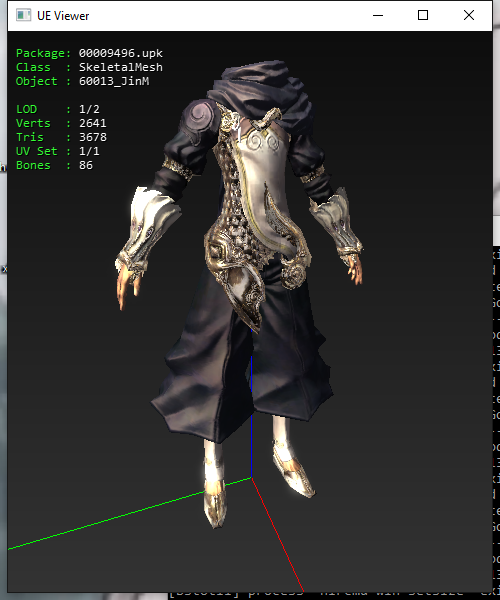 UE Viewer
Package: 00009496.upk
Class : SkeletalMesh
Object : 60013_JinM
LOD : 1/2
Verts : 2641
Tris : 3678
UV Set : 1/1
Bones : 86